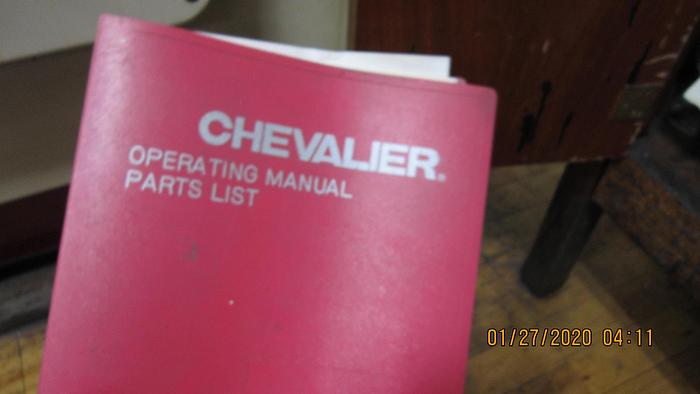 CHEVALIER®
OPERATING MANUAL
PARTS LIST
01/27/2020 04:11